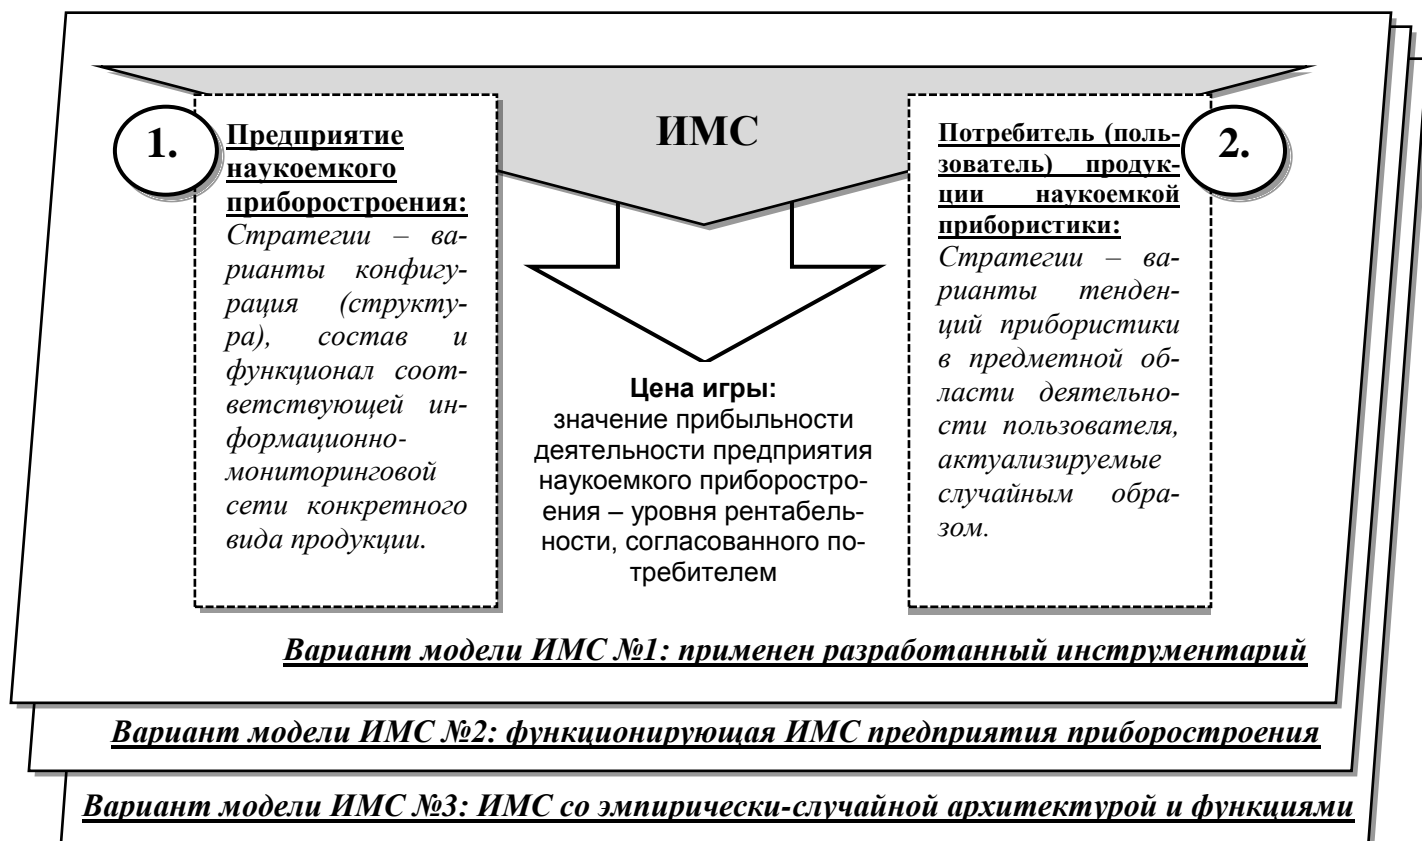 ИМС
1.
Предприятие
наукоемкого
приборостроения:
Стратегии – ва-
рианты конфигу-
рация (структу-
ра), состав и
функционал соот-
ветствующей ин-
формационно-
мониторинговой
сети конкретного
вида продукции.
2.
Потребитель (поль-
зователь) продук-
ции наукоемкой
прибористики:
Стратегии – ва-
рианты тенден-
ций прибористики
в предметной об-
ласти деятельно-
сти пользователя,
актуализируемые
случайным обра-
зом.
Цена игры:
значение прибыльности
деятельности предприятия
наукоемкого приборостро-
ения – уровня рентабель-
ности, согласованного по-
требителем
Вариант модели ИМС №1: применен разработанный инструментарий
Вариант модели ИМС №2: функционирующая ИМС предприятия приборостроения
Вариант модели ИМС №3: ИМС со эмпирически-случайной архитектурой и функциями